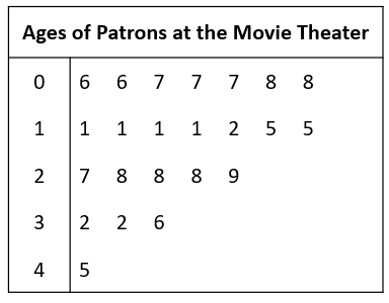 Ages of Patrons at the Movie Theater
0 6 6 7 7 7 8 8
1 1 1 1 1 2 5 5
2 7 8 8 8 9
3 2 2 6
4 5